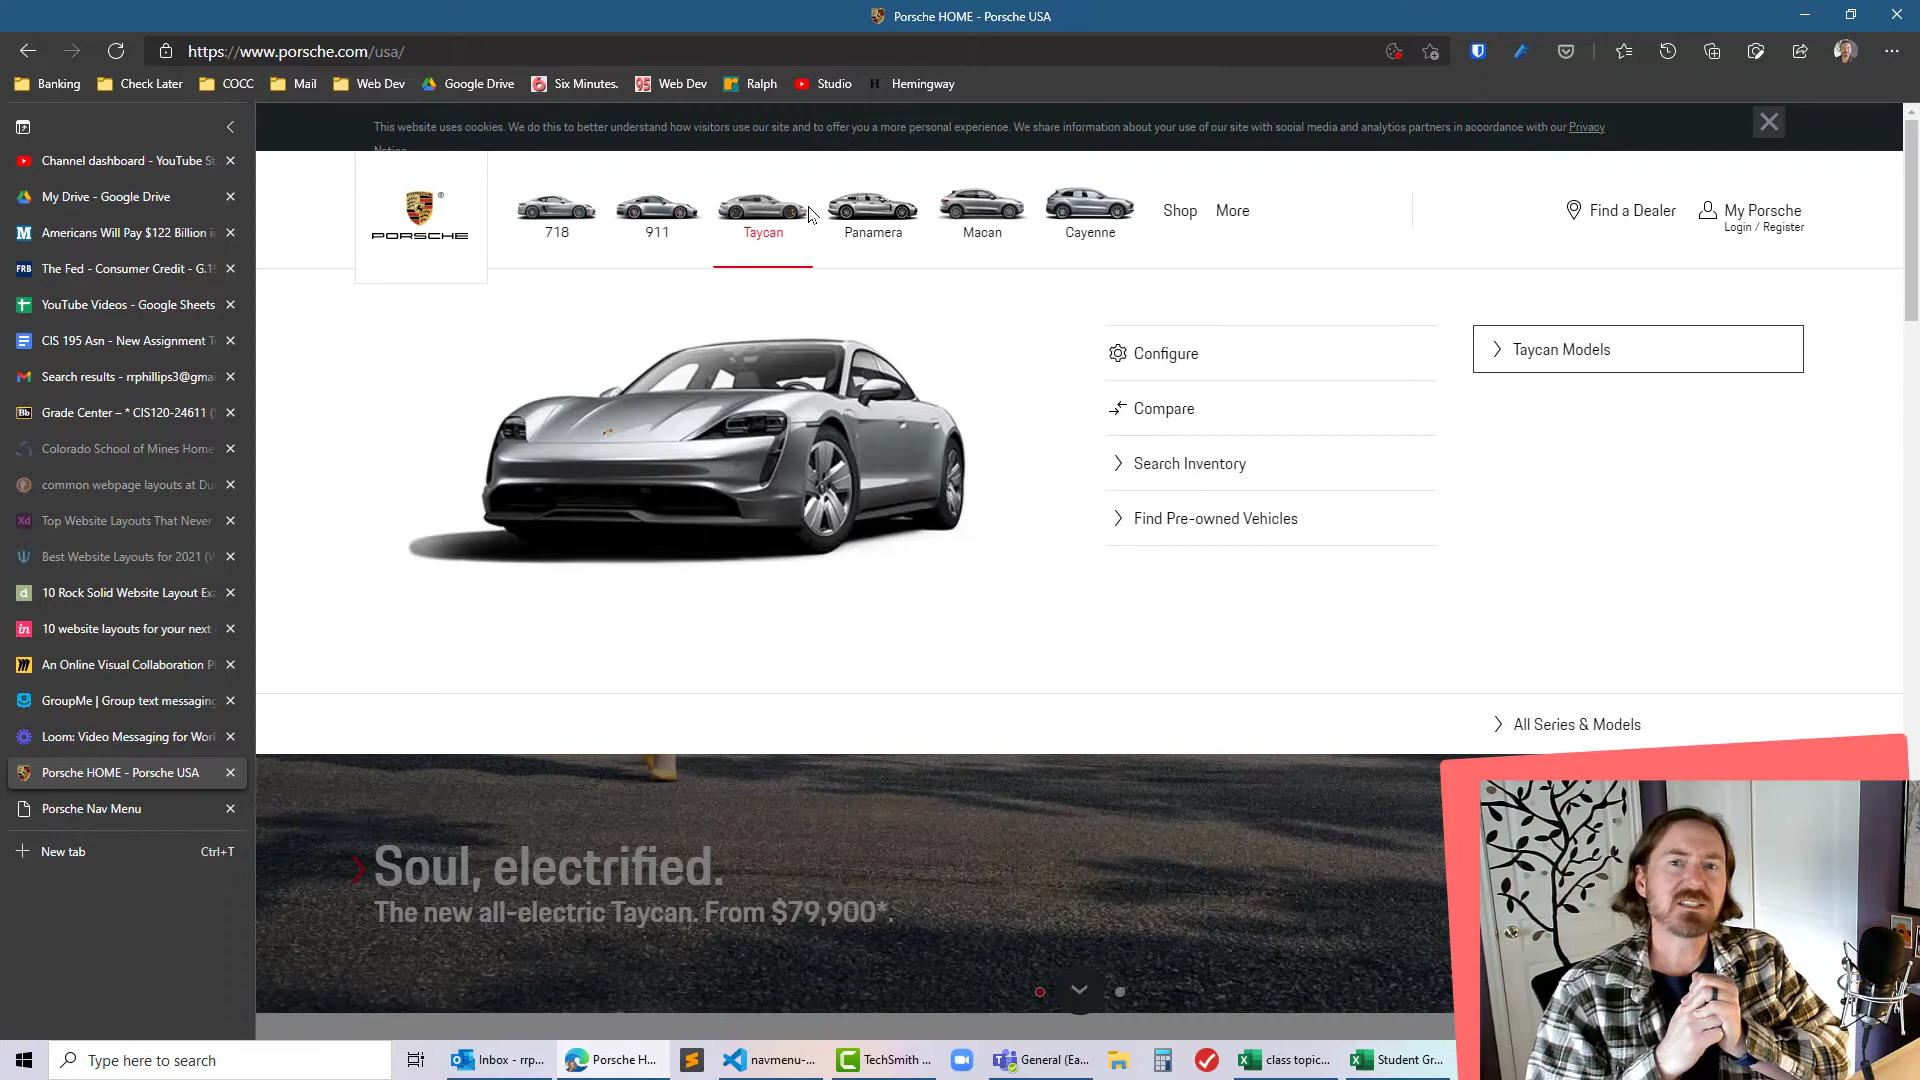 Porsche HOME - Porsche USA
https://www.porsche.com/usa/
Banking
Check Later
COCC
Mail
Web Dev
Google Drive
Six Minutes.
Web Dev
Ralph
Studio
H Hemingway
Channel dashboard - YouTube St
My Drive - Google Drive
Americans Will Pay $122 Billion i
The Fed - Consumer Credit - G.19
YouTube Videos - Google Sheets
CIS 195 Asn - New Assignment T
Search results - rrphillips3@gmai
Grade Center – * CIS120-24611 (
Colorado School of Mines Home
common webpage layouts at Du
Top Website Layouts That Never
Best Website Layouts for 2021 (W
10 Rock Solid Website Layout Exa
10 website layouts for your next
An Online Visual Collaboration Pl
GroupMe | Group text messaging
Loom: Video Messaging for Work
Porsche HOME - Porsche USA
Porsche Nav Menu
New tab
Ctrl+T
This website uses cookies. We do this to better understand how visitors use our site and to offer you a more personal experience. We share information about your use of our site with social media and analytics partners in accordance with our Privacy
Notice.
PORSCHE
718
911
Taycan
Panamera
Macan
Cayenne
Shop
More
Find a Dealer
My Porsche
Login / Register
Configure
Compare
Search Inventory
Find Pre-owned Vehicles
Taycan Models
All Series & Models
Soul, electrified.
The new all-electric Taycan. From $79,900*.
Type here to search
Inbox - rrp...
Porsche H...
navmenu-...
TechSmith ...
General (Ea...
class topic...
Student Gr...